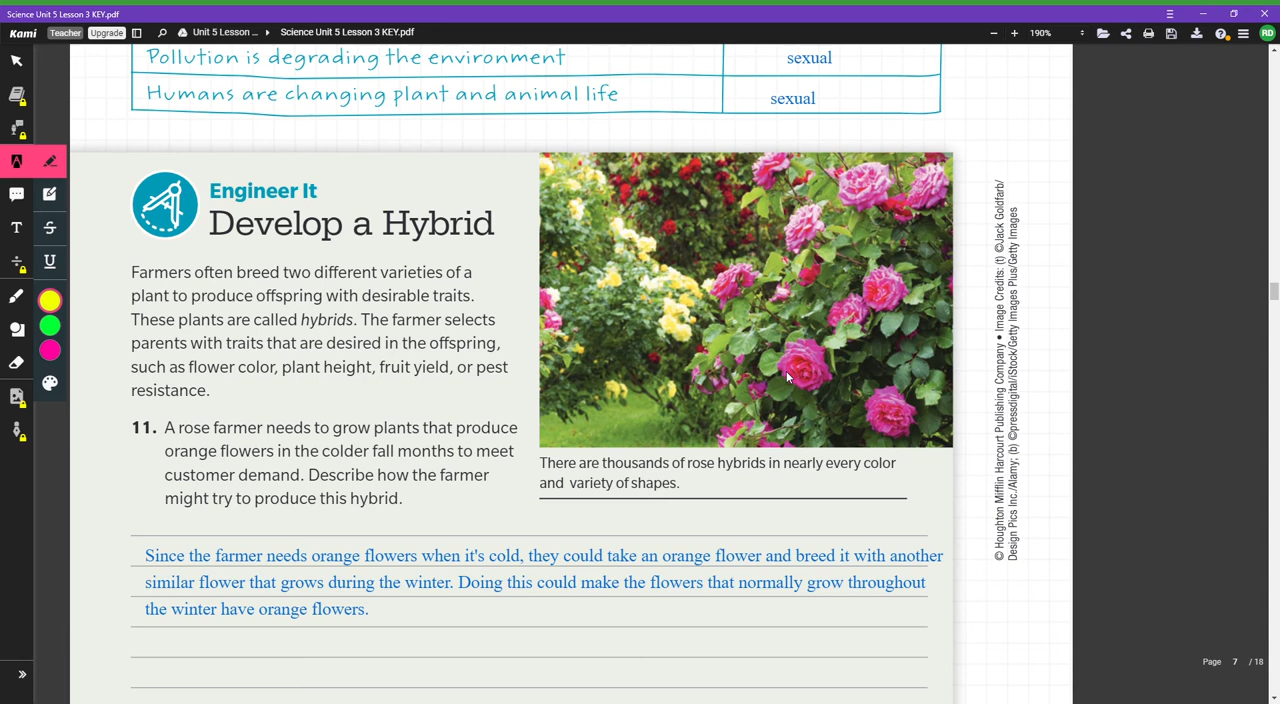 Science Unit 5 Lesson 3 KEY.pdf
Kami Teacher Upgrade Unit 5 Lesson ... Science Unit 5 Lesson 3 KEY.pdf 190% RD
Pollution is degrading the environment sexual
Humans are changing plant and animal life sexual
Engineer It
Develop a Hybrid
Farmers often breed two different varieties of a
plant to produce offspring with desirable traits.
These plants are called hybrids. The farmer selects
parents with traits that are desired in the offspring,
such as flower color, plant height, fruit yield, or pest
resistance.
11. A rose farmer needs to grow plants that produce
orange flowers in the colder fall months to meet
customer demand. Describe how the farmer
might try to produce this hybrid.
There are thousands of rose hybrids in nearly every color
and variety of shapes.
Since the farmer needs orange flowers when it's cold, they could take an orange flower and breed it with another
similar flower that grows during the winter. Doing this could make the flowers that normally grow throughout
the winter have orange flowers.
© Houghton Mifflin Harcourt Publishing Company • Image Credits: (t) ©Jack Goldfarb/
Design Pics Inc./Alamy; (b) ©pressdigital/iStock/Getty Images Plus/Getty Images
Page 7 / 18